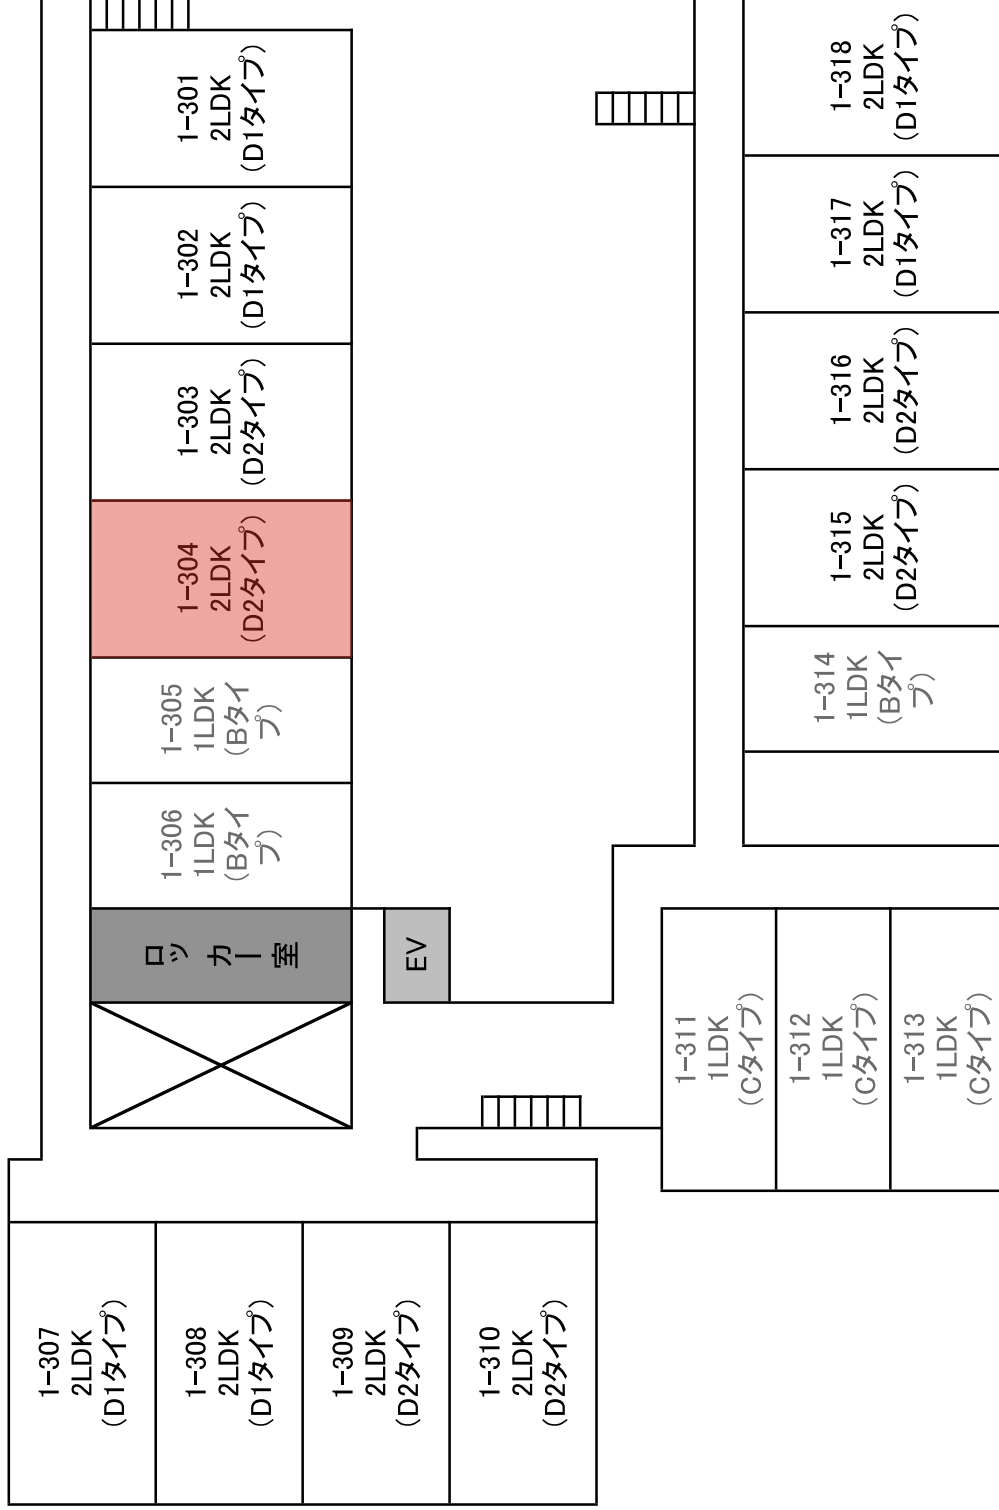 1-301
2LDK
(D1タイプ)
1-302
2LDK
(D1タイプ)
1-303
2LDK
(D2タイプ)
1-304
2LDK
(D2タイプ)
1-305
1LDK
(Bタイ
プ)
1-306
1LDK
(Bタイ
プ)
ロッカー室
EV
1-307
2LDK
(D1タイプ)
1-308
2LDK
(D1タイプ)
1-309
2LDK
(D2タイプ)
1-310
2LDK
(D2タイプ)
1-311
1LDK
(Cタイプ)
1-312
1LDK
(Cタイプ)
1-313
1LDK
(Cタイプ)
1-314
1LDK
(Bタイ
プ)
1-315
2LDK
(D2タイプ)
1-316
2LDK
(D2タイプ)
1-317
2LDK
(D1タイプ)
1-318
2LDK
(D1タイプ)